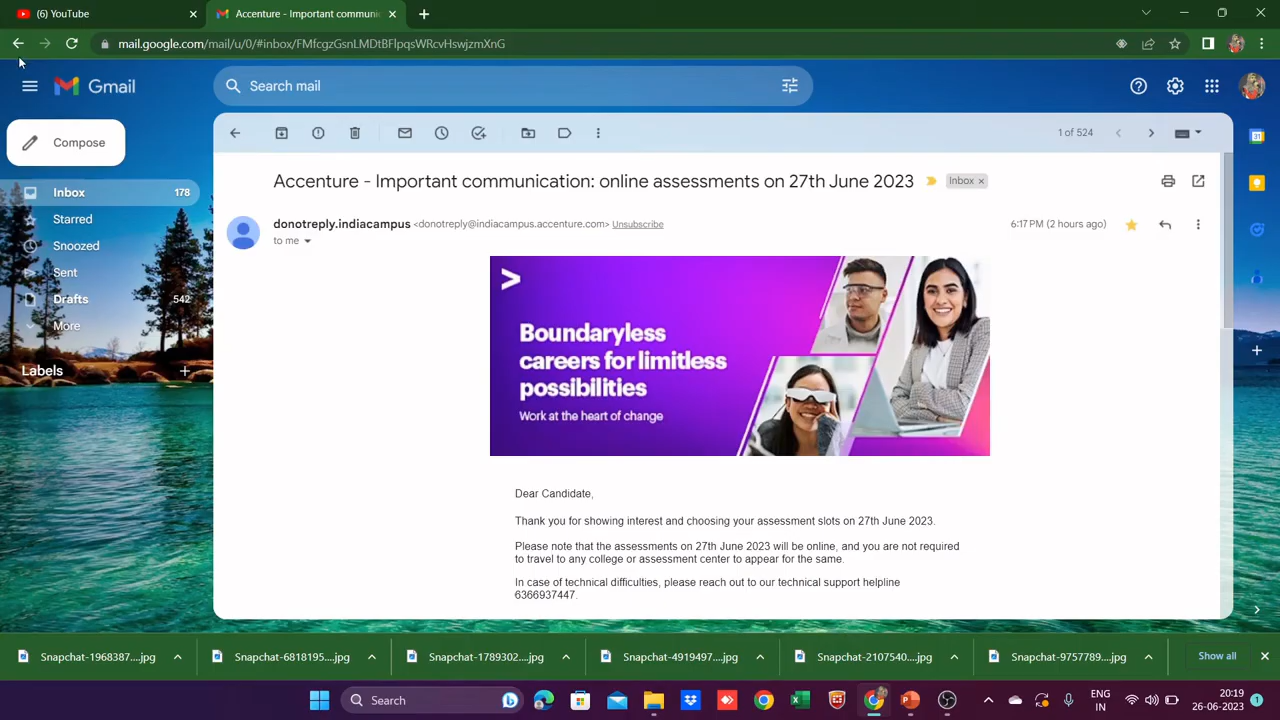 (6) YouTube
Accenture - Important communic
mail.google.com/mail/u/0/#inbox/FMfcgzGsnLMDtBFlpqsWRcvHswjzmXnG
Gmail
Search mail
Compose
1 of 524
Inbox 178
Starred
Snoozed
Sent
Drafts 542
More
Labels
Accenture - Important communication: online assessments on 27th June 2023
Inbox
donotreply.indiacampus <donotreply@indiacampus.accenture.com> Unsubscribe
6:17 PM (2 hours ago)
to me
Boundaryless
careers for limitless
possibilities
Work at the heart of change
Dear Candidate,
Thank you for showing interest and choosing your assessment slots on 27th June 2023.
Please note that the assessments on 27th June 2023 will be online, and you are not required
to travel to any college or assessment center to appear for the same.
In case of technical difficulties, please reach out to our technical support helpline
6366937447.
Snapchat-1968387....jpg
Snapchat-6818195....jpg
Snapchat-1789302....jpg
Snapchat-4919497....jpg
Snapchat-2107540....jpg
Snapchat-9757789....jpg
Show all
Search
ENG
IN
20:19
26-06-2023
1